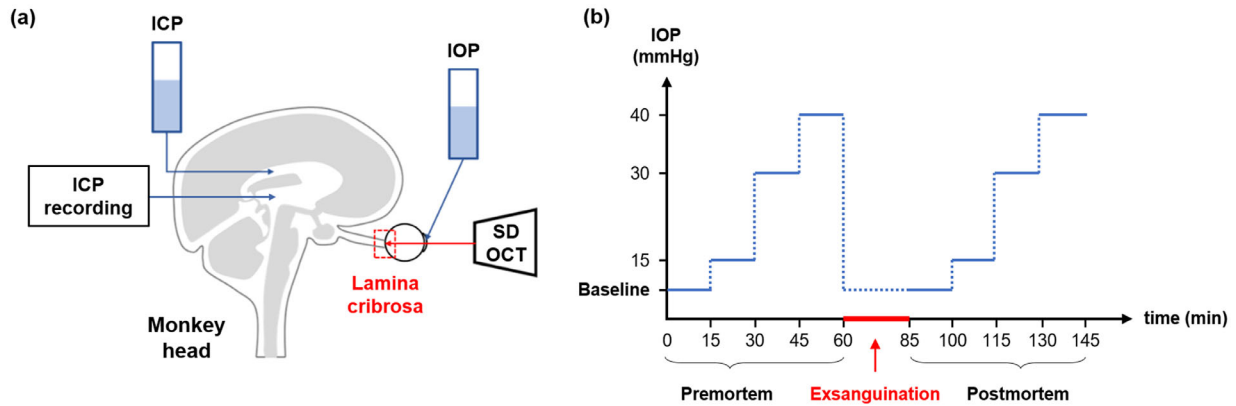 (a)
ICP
IOP
ICP
recording
SD
OCT
Lamina
cribrosa
Monkey
head
(b)
IOP
(mmHg)
40
30
15
Baseline
time (min)
0 15 30 45 60 85 100 115 130 145
Premortem Exsanguination Postmortem